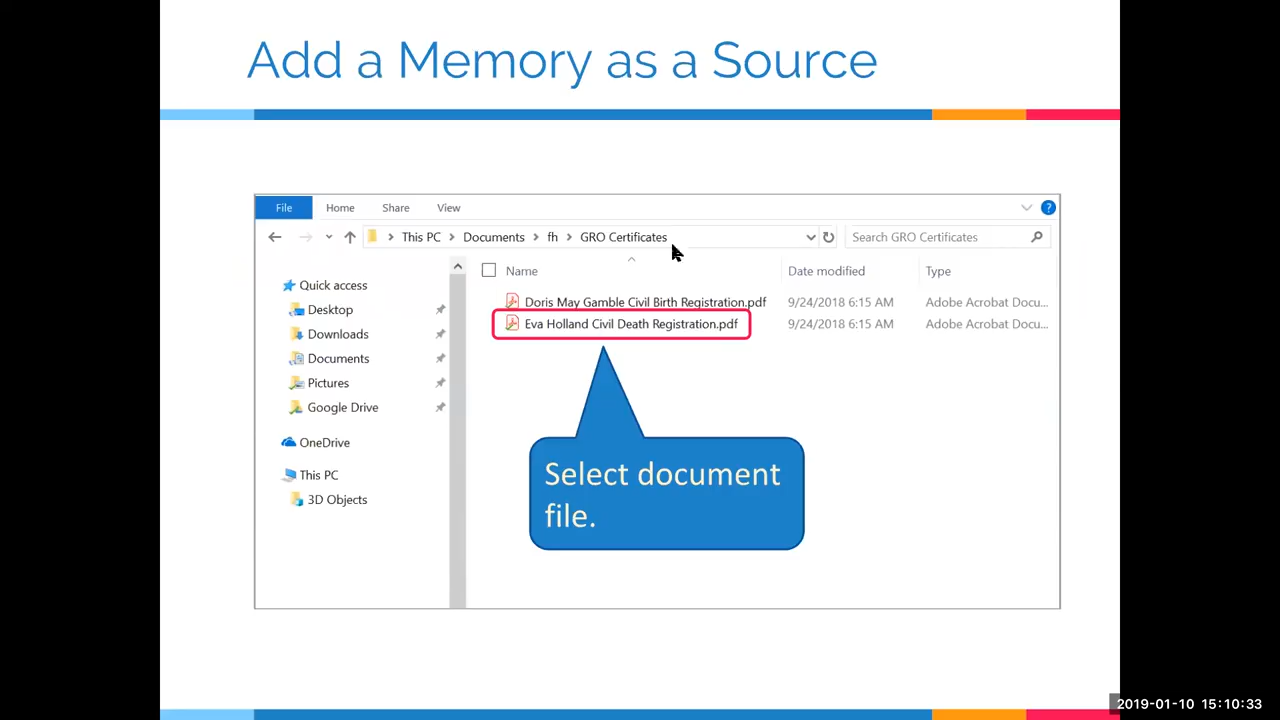 Add a Memory as a Source
File Home Share View
This PC Documents fh GRO Certificates Search GRO Certificates
Name Date modified Type
Quick access
Desktop
Downloads
Documents
Pictures
Google Drive
OneDrive
This PC
3D Objects
Doris May Gamble Civil Birth Registration.pdf 9/24/2018 6:15 AM Adobe Acrobat Docu...
Eva Holland Civil Death Registration.pdf 9/24/2018 6:15 AM Adobe Acrobat Docu...
Select document
file.
2019-01-10 15:10:33